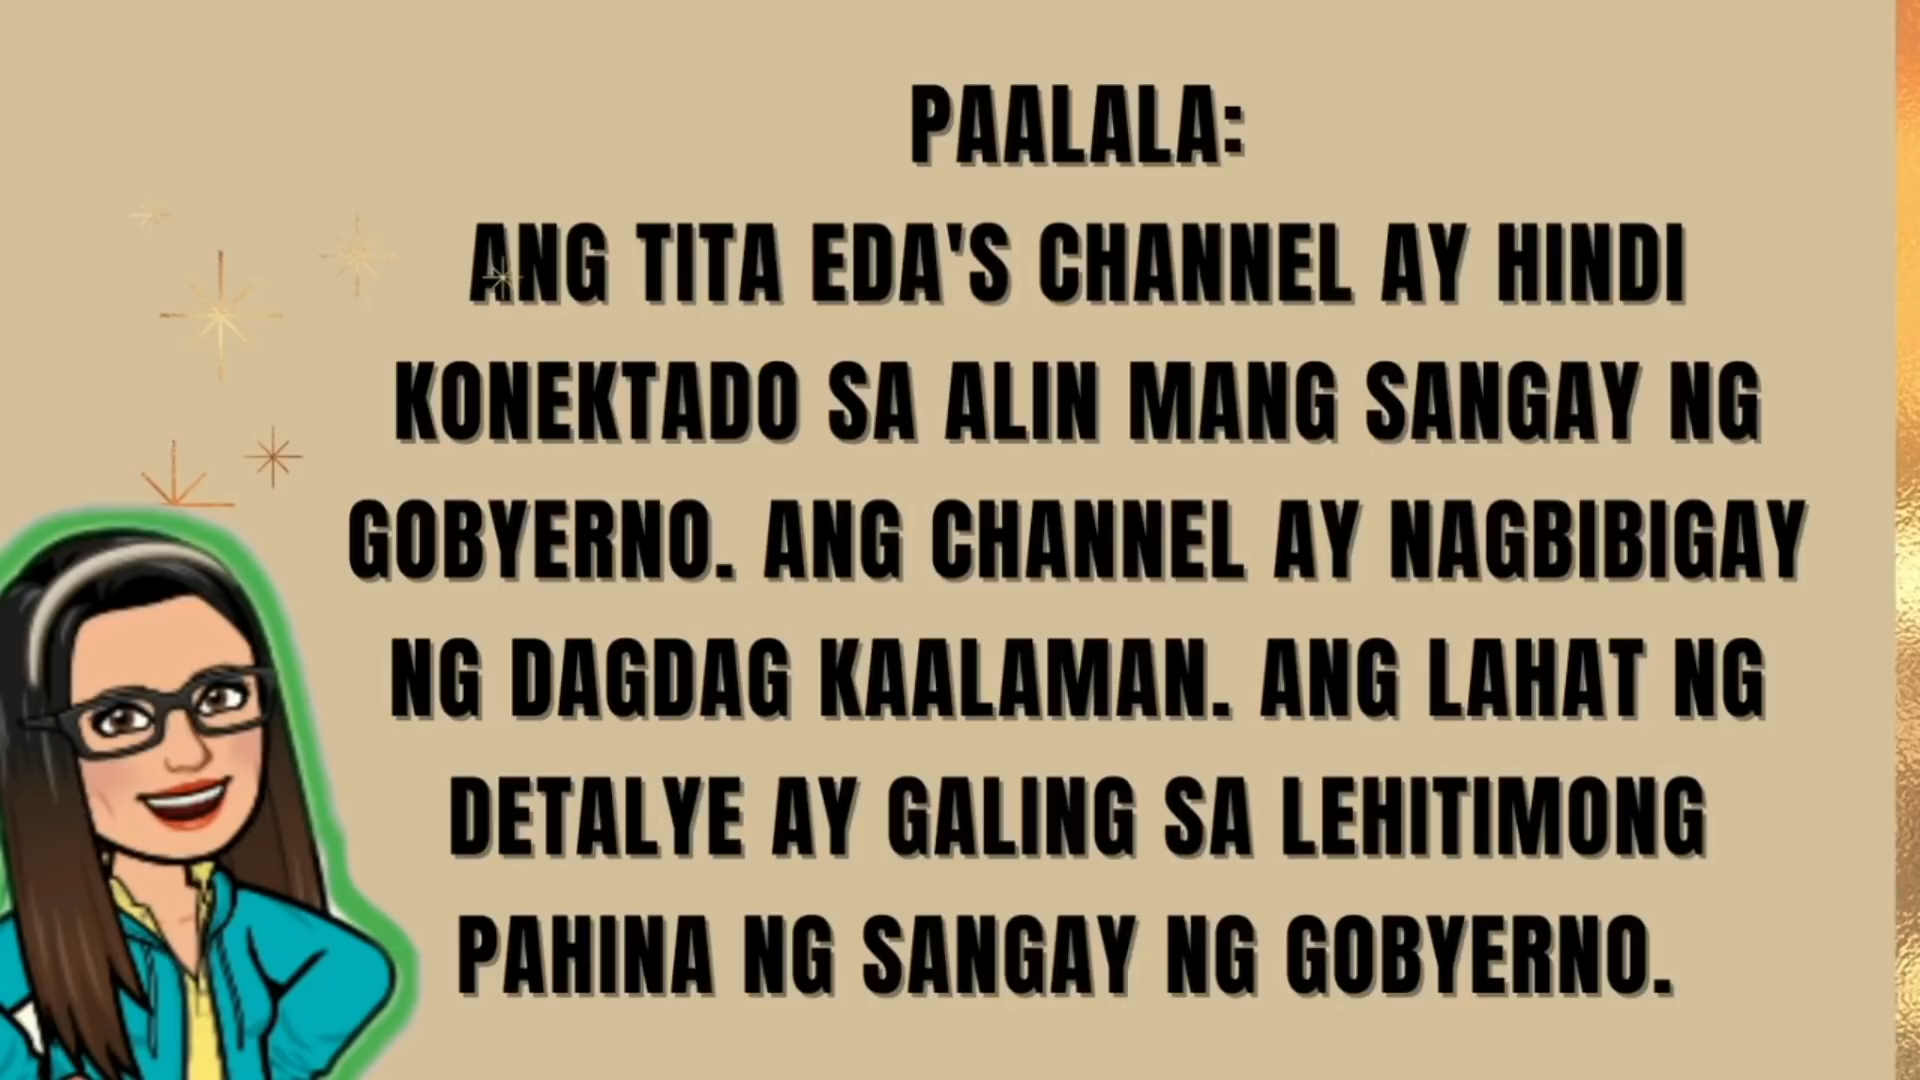 PAALALA:
ANG TITA EDA'S CHANNEL AY HINDI
KONEKTADO SA ALIN MANG SANGAY NG
GOBYERNO. ANG CHANNEL AY NAGBIBIGAY
NG DAGDAG KAALAMAN. ANG LAHAT NG
DETALYE AY GALING SA LEHITIMONG
PAHINA NG SANGAY NG GOBYERNO.